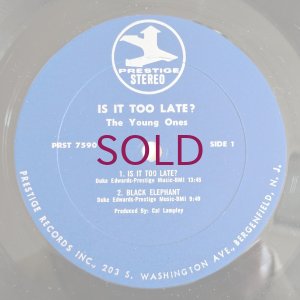 PRESTIGE
STEREO
IS IT TOO LATE?
The Young Ones
PRST 7590
SIDE 1
SOLD
1. IS IT TOO LATE?
Duke Edwards-Prestige Music-BMI 13:45
2. BLACK ELEPHANT
Duke Edwards-Prestige Music-BMI 9:40
Produced By: Cal Lampley
PRESTIGE RECORDS INC., 203 S. WASHINGTON AVE., BERGENFIELD, N. J.